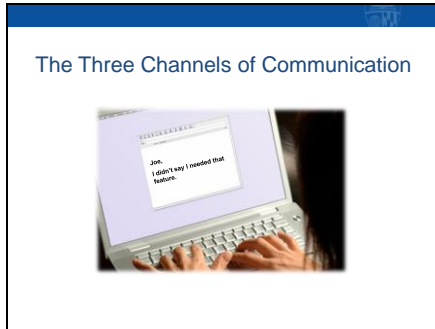 The Three Channels of Communication
Joe,
I didn't say I needed that
feature.